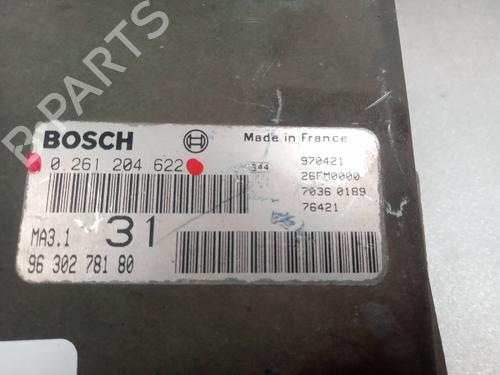 BOSCH
Made in France
0 261 204 622
544
970421
26FM0000
7036 0189
76421
MA3.1
31
96 302 781 80
B-PARTS